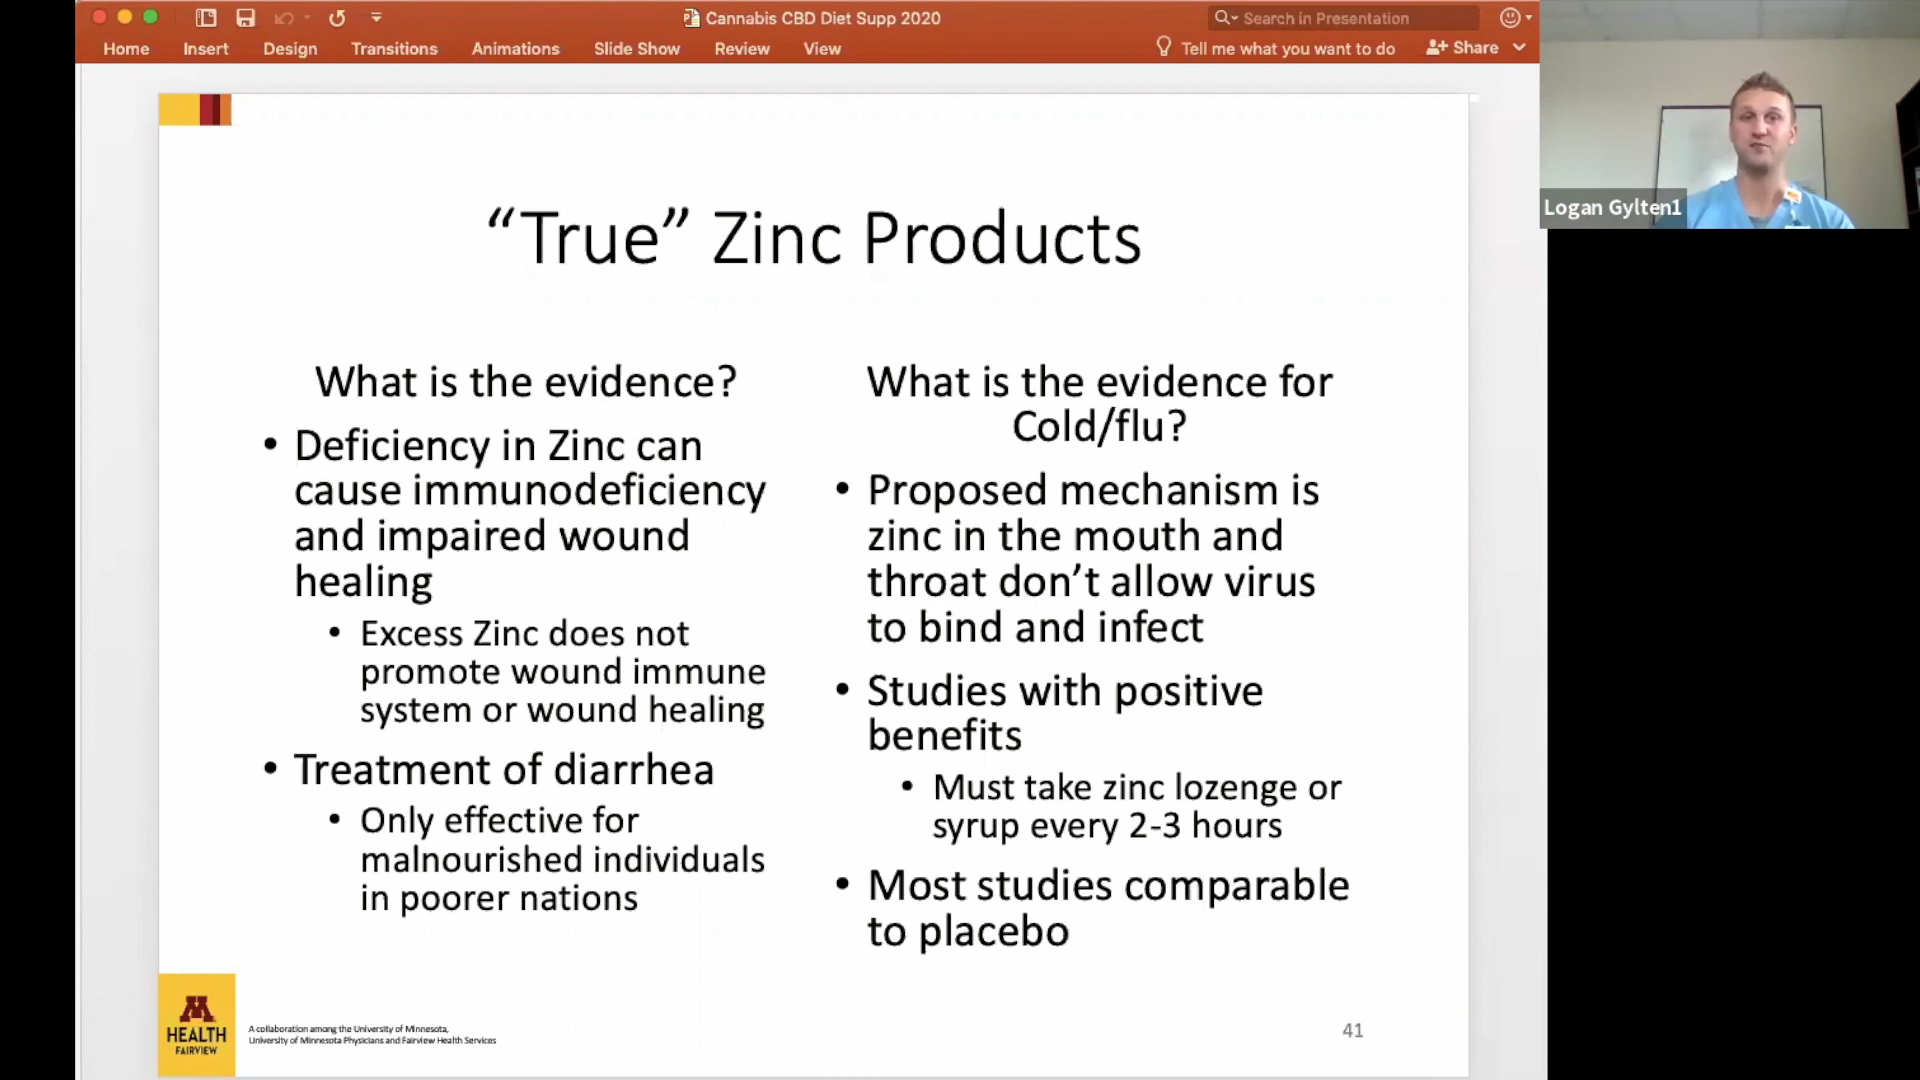 Cannabis CBD Diet Supp 2020
Search in Presentation
Home Insert Design Transitions Animations Slide Show Review View
Tell me what you want to do
Share
Logan Gylten1
“True” Zinc Products
What is the evidence?
• Deficiency in Zinc can
cause immunodeficiency
and impaired wound
healing
• Excess Zinc does not
promote wound immune
system or wound healing
• Treatment of diarrhea
• Only effective for
malnourished individuals
in poorer nations
What is the evidence for
Cold/flu?
• Proposed mechanism is
zinc in the mouth and
throat don’t allow virus
to bind and infect
• Studies with positive
benefits
• Must take zinc lozenge or
syrup every 2-3 hours
• Most studies comparable
to placebo
M
HEALTH
FAIRVIEW
A collaboration among the University of Minnesota,
University of Minnesota Physicians and Fairview Health Services
41